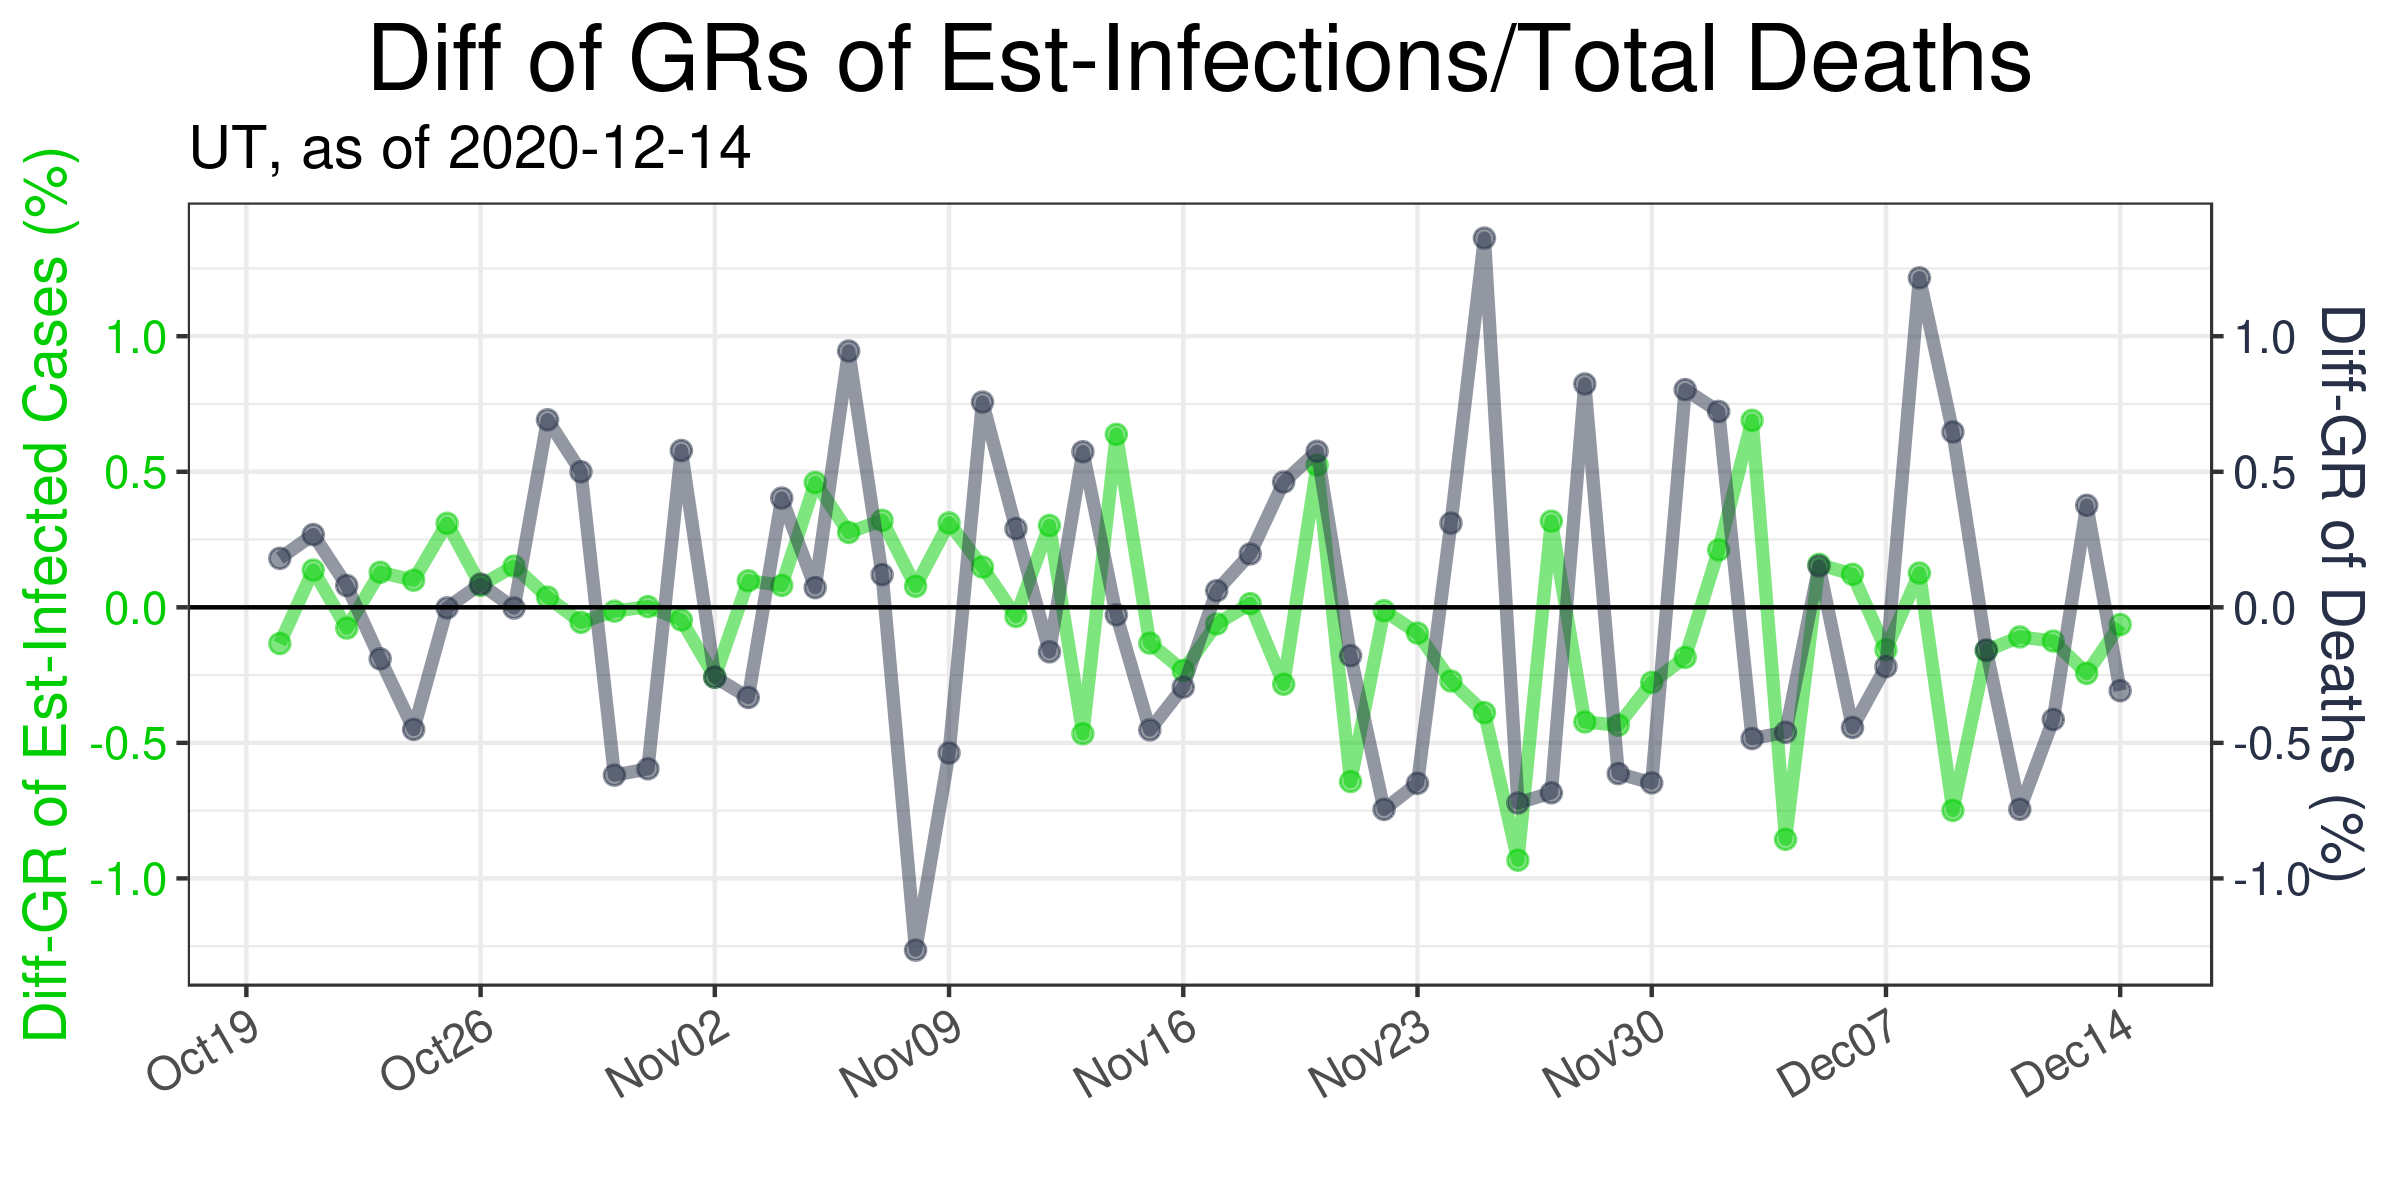 Diff of GRs of Est-Infections/Total Deaths
UT, as of 2020-12-14
Diff-GR of Est-Infected Cases (%)
1.0
0.5
0.0
-0.5
-1.0
1.0
0.5
0.0
-0.5
-1.0
Diff-GR of Deaths (%)
Oct19
Oct26
Nov02
Nov09
Nov16
Nov23
Nov30
Dec07
Dec14